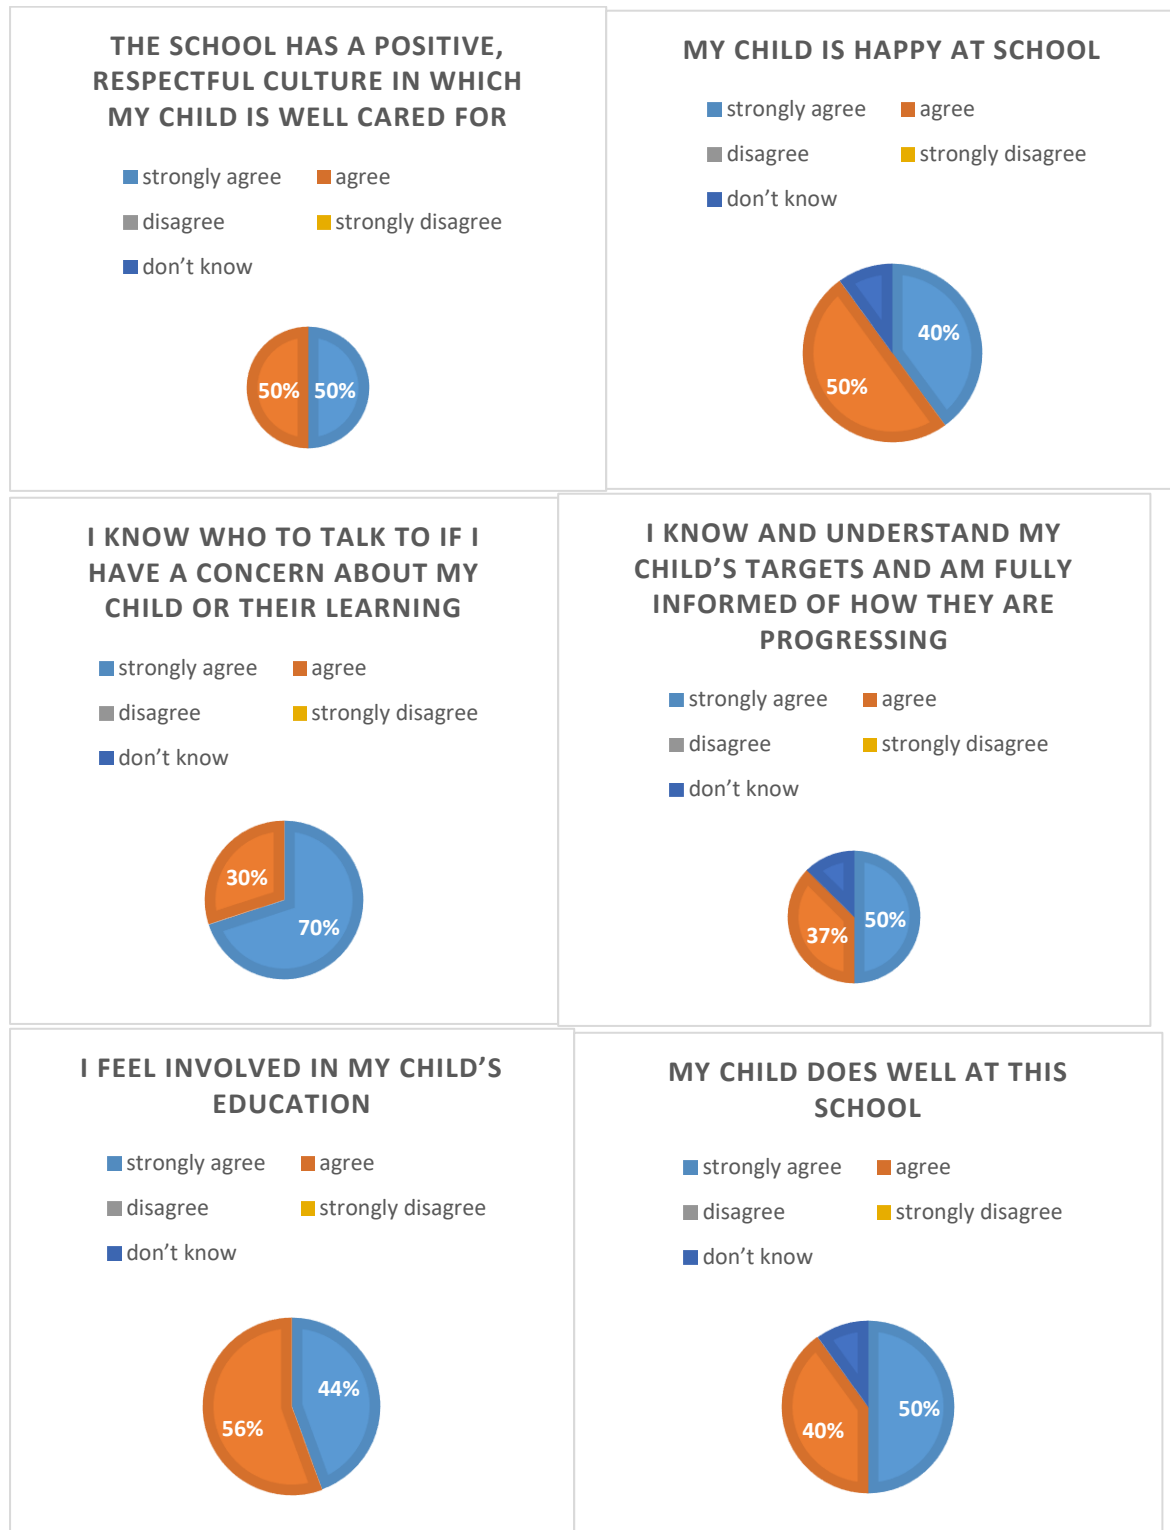 THE SCHOOL HAS A POSITIVE,
RESPECTFUL CULTURE IN WHICH
MY CHILD IS WELL CARED FOR
strongly agree agree
disagree strongly disagree
don’t know
50% 50%
MY CHILD IS HAPPY AT SCHOOL
strongly agree agree
disagree strongly disagree
don’t know
40%
50%
I KNOW WHO TO TALK TO IF I
HAVE A CONCERN ABOUT MY
CHILD OR THEIR LEARNING
strongly agree agree
disagree strongly disagree
don’t know
30%
70%
I KNOW AND UNDERSTAND MY
CHILD’S TARGETS AND AM FULLY
INFORMED OF HOW THEY ARE
PROGRESSING
strongly agree agree
disagree strongly disagree
don’t know
37% 50%
I FEEL INVOLVED IN MY CHILD’S
EDUCATION
strongly agree agree
disagree strongly disagree
don’t know
44%
56%
MY CHILD DOES WELL AT THIS
SCHOOL
strongly agree agree
disagree strongly disagree
don’t know
50%
40%